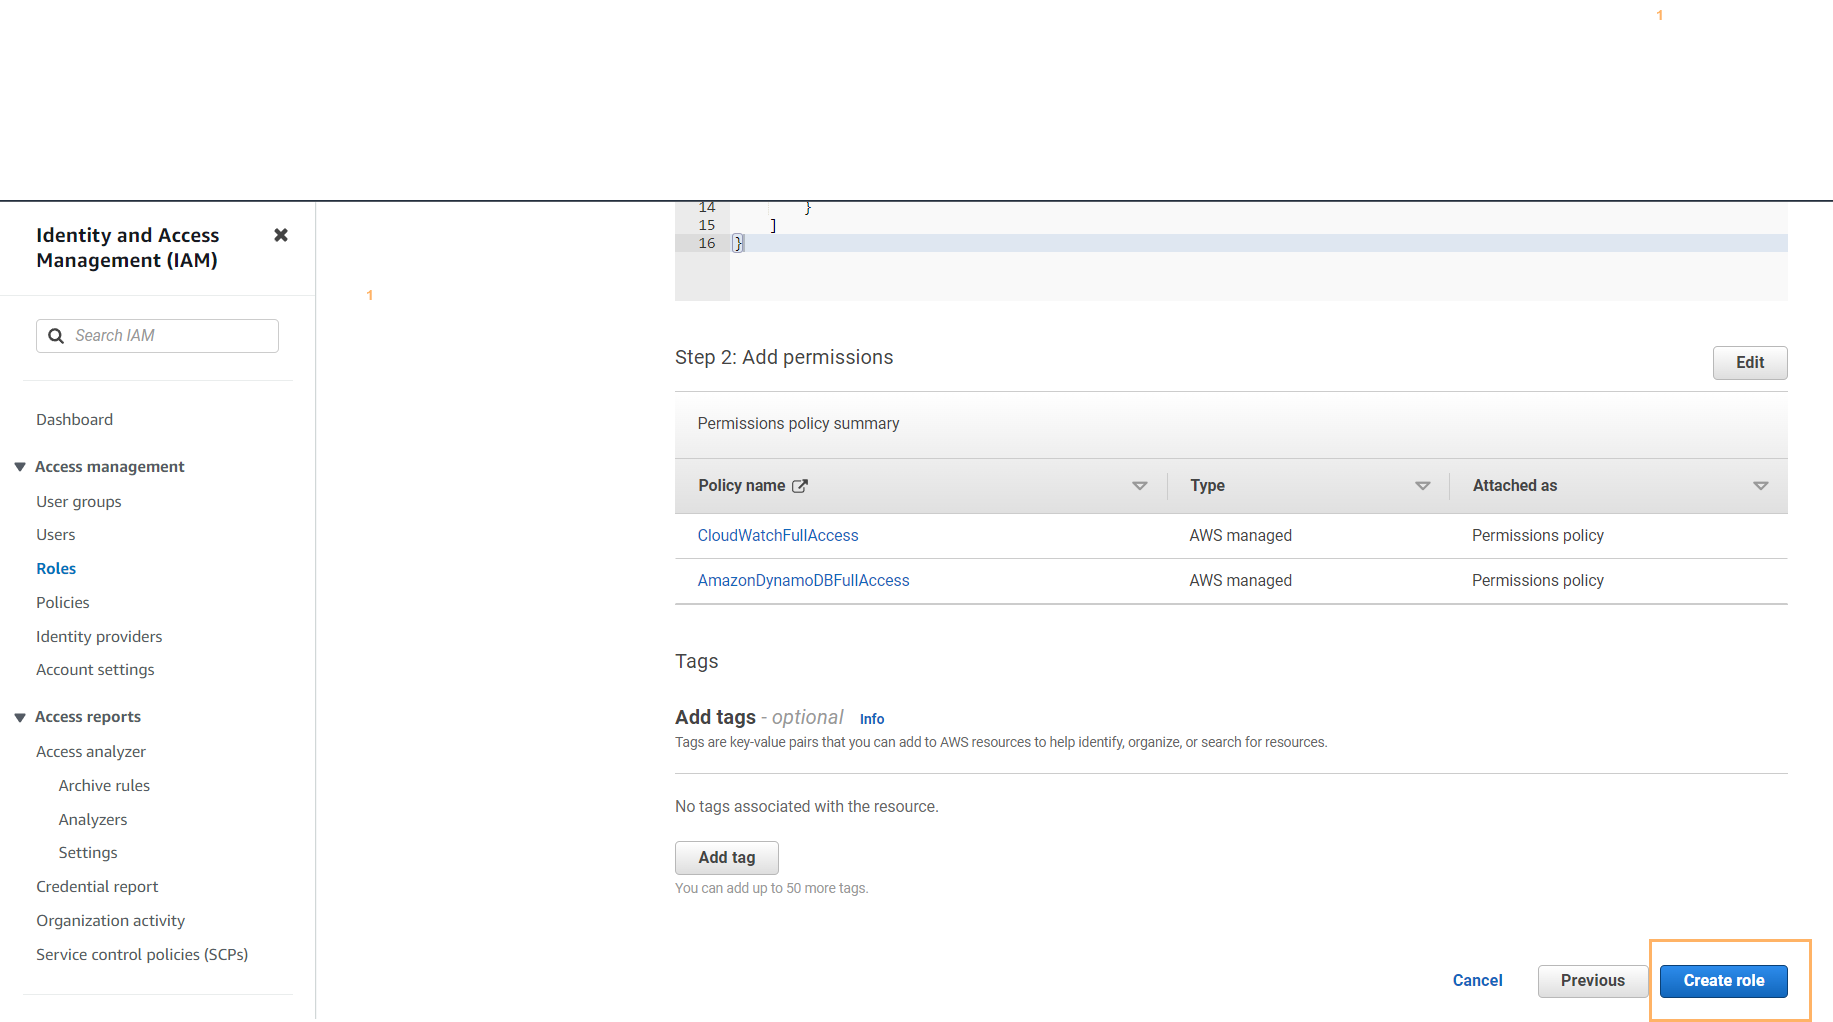 1
Identity and Access
Management (IAM)
1
Search IAM
Dashboard
Access management
User groups
Users
Roles
Policies
Identity providers
Account settings
Access reports
Access analyzer
Archive rules
Analyzers
Settings
Credential report
Organization activity
Service control policies (SCPs)
14 }
15 ]
16 }
Step 2: Add permissions
Edit
Permissions policy summary
Policy name Type Attached as
CloudWatchFullAccess AWS managed Permissions policy
AmazonDynamoDBFullAccess AWS managed Permissions policy
Tags
Add tags - optional Info
Tags are key-value pairs that you can add to AWS resources to help identify, organize, or search for resources.
No tags associated with the resource.
Add tag
You can add up to 50 more tags.
Cancel Previous Create role